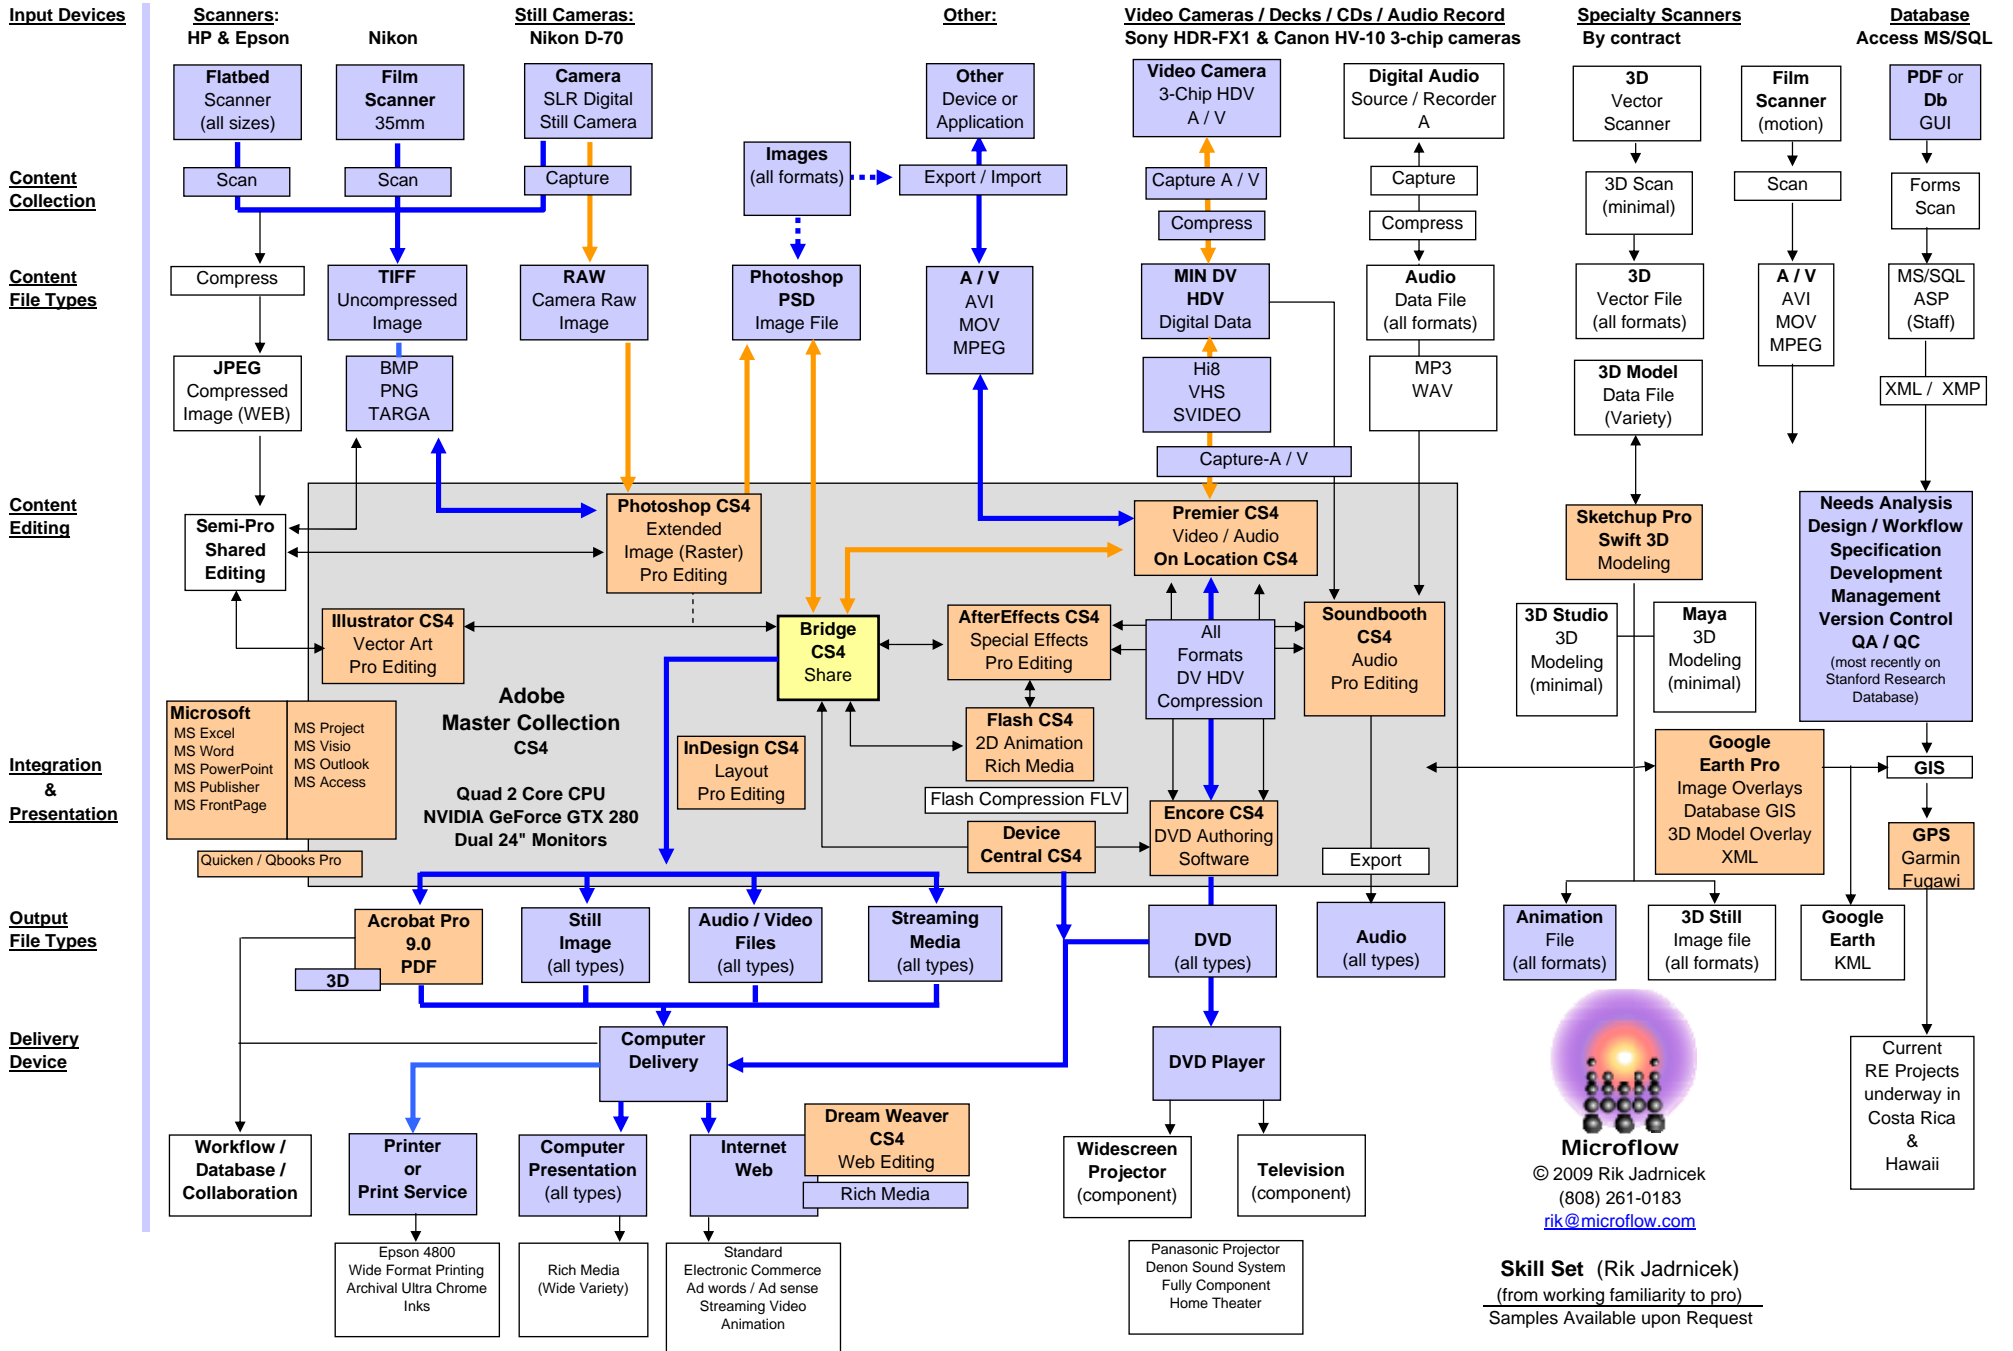 Input Devices
Scanners:
HP & Epson
Nikon
Still Cameras:
Nikon D-70
Other:
Video Cameras / Decks / CDs / Audio Record
Sony HDR-FX1 & Canon HV-10 3-chip cameras
Specialty Scanners
By contract
Database
Access MS/SQL
Flatbed
Scanner
(all sizes)
Film
Scanner
35mm
Camera
SLR Digital
Still Camera
Other
Device or
Application
Video Camera
3-Chip HDV
A / V
Digital Audio
Source / Recorder
A
3D
Vector
Scanner
Film
Scanner
(motion)
PDF or
Db
GUI
Content
Collection
Scan
Scan
Capture
Images
(all formats)
Export / Import
Capture A / V
Compress
Capture
Compress
3D Scan
(minimal)
Scan
Forms
Scan
Content
File Types
Compress
TIFF
Uncompressed
Image
RAW
Camera Raw
Image
Photoshop
PSD
Image File
A / V
AVI
MOV
MPEG
MIN DV
HDV
Digital Data
Audio
Data File
(all formats)
3D
Vector File
(all formats)
A / V
AVI
MOV
MPEG
MS/SQL
ASP
(Staff)
JPEG
Compressed
Image (WEB)
BMP
PNG
TARGA
Hi8
VHS
SVIDEO
MP3
WAV
3D Model
Data File
(Variety)
XML /  XMP
Capture-A / V
Content
Editing
Semi-Pro
Shared
Editing
Photoshop CS4
Extended
Image (Raster)
Pro Editing
Premier CS4
Video / Audio
On Location CS4
Sketchup Pro
Swift 3D
Modeling
Needs Analysis
Design / Workflow
Specification
Development
Management
Version Control
QA / QC
(most recently on
Stanford Research
Database)
Illustrator CS4
Vector Art
Pro Editing
Bridge
CS4
Share
AfterEffects CS4
Special Effects
Pro Editing
All
Formats
DV HDV
Compression
Soundbooth
CS4
Audio
Pro Editing
3D Studio
3D
Modeling
(minimal)
Maya
3D
Modeling
(minimal)
Adobe
Master Collection
CS4
Quad 2 Core CPU
NVIDIA GeForce GTX 280
Dual 24" Monitors
Integration
&
Presentation
Microsoft
MS Excel
MS Word
MS PowerPoint
MS Publisher
MS FrontPage
MS Project
MS Visio
MS Outlook
MS Access
Quicken / Qbooks Pro
InDesign CS4
Layout
Pro Editing
Flash CS4
2D Animation
Rich Media
Flash Compression FLV
Device
Central CS4
Encore CS4
DVD Authoring
Software
Export
Google
Earth Pro
Image Overlays
Database GIS
3D Model Overlay
XML
GIS
GPS
Garmin
Fugawi
Output
File Types
Acrobat Pro
9.0
PDF
3D
Still
Image
(all types)
Audio / Video
Files
(all types)
Streaming
Media
(all types)
DVD
(all types)
Audio
(all types)
Animation
File
(all formats)
3D Still
Image file
(all formats)
Google
Earth
KML
Delivery
Device
Computer
Delivery
DVD Player
Current
RE Projects
underway in
Costa Rica
&
Hawaii
Workflow /
Database /
Collaboration
Printer
or
Print Service
Computer
Presentation
(all types)
Internet
Web
Dream Weaver
CS4
Web Editing
Rich Media
Widescreen
Projector
(component)
Television
(component)
Microflow
© 2009 Rik Jadrnicek
(808) 261-0183
rik@microflow.com
Epson 4800
Wide Format Printing
Archival Ultra Chrome
Inks
Rich Media
(Wide Variety)
Standard
Electronic Commerce
Ad words / Ad sense
Streaming Video
Animation
Panasonic Projector
Denon Sound System
Fully Component
Home Theater
Skill Set  (Rik Jadrnicek)
(from working familiarity to pro)
Samples Available upon Request